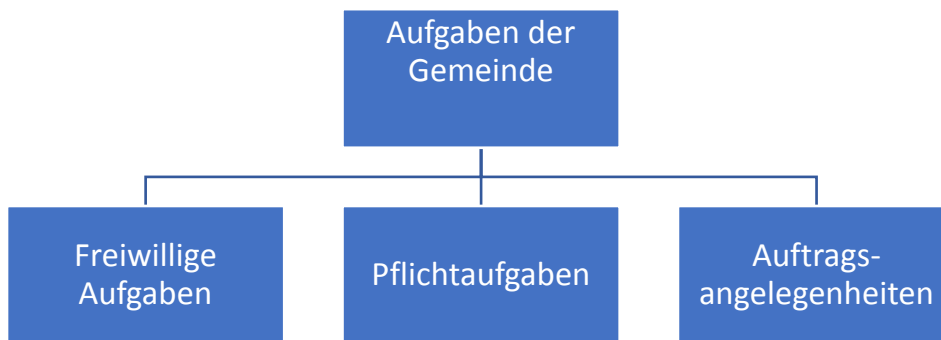 Aufgaben der
Gemeinde
Freiwillige
Aufgaben
Pflichtaufgaben
Auftrags-
angelegenheiten